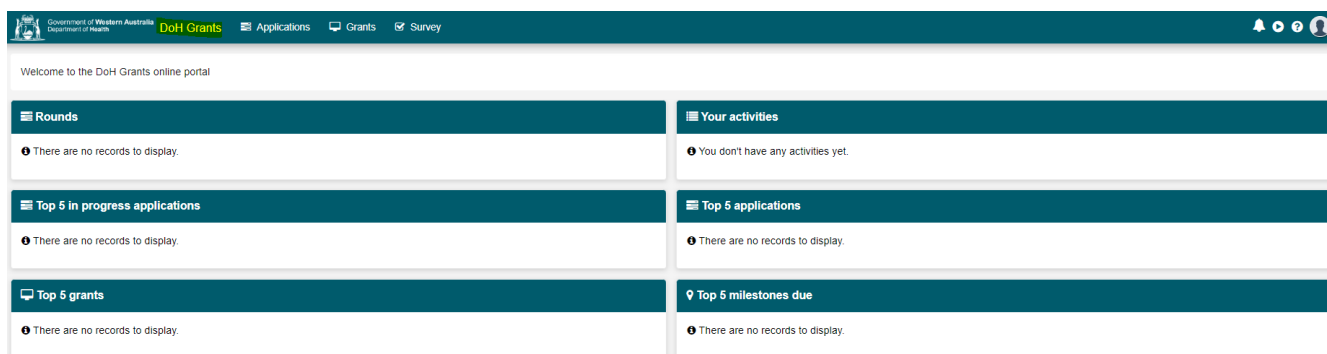 Government of Western Australia
Department of Health
DoH Grants
Applications
Grants
Survey
Welcome to the DoH Grants online portal
Rounds
There are no records to display.
Your activities
You don't have any activities yet.
Top 5 in progress applications
There are no records to display.
Top 5 applications
There are no records to display.
Top 5 grants
There are no records to display.
Top 5 milestones due
There are no records to display.